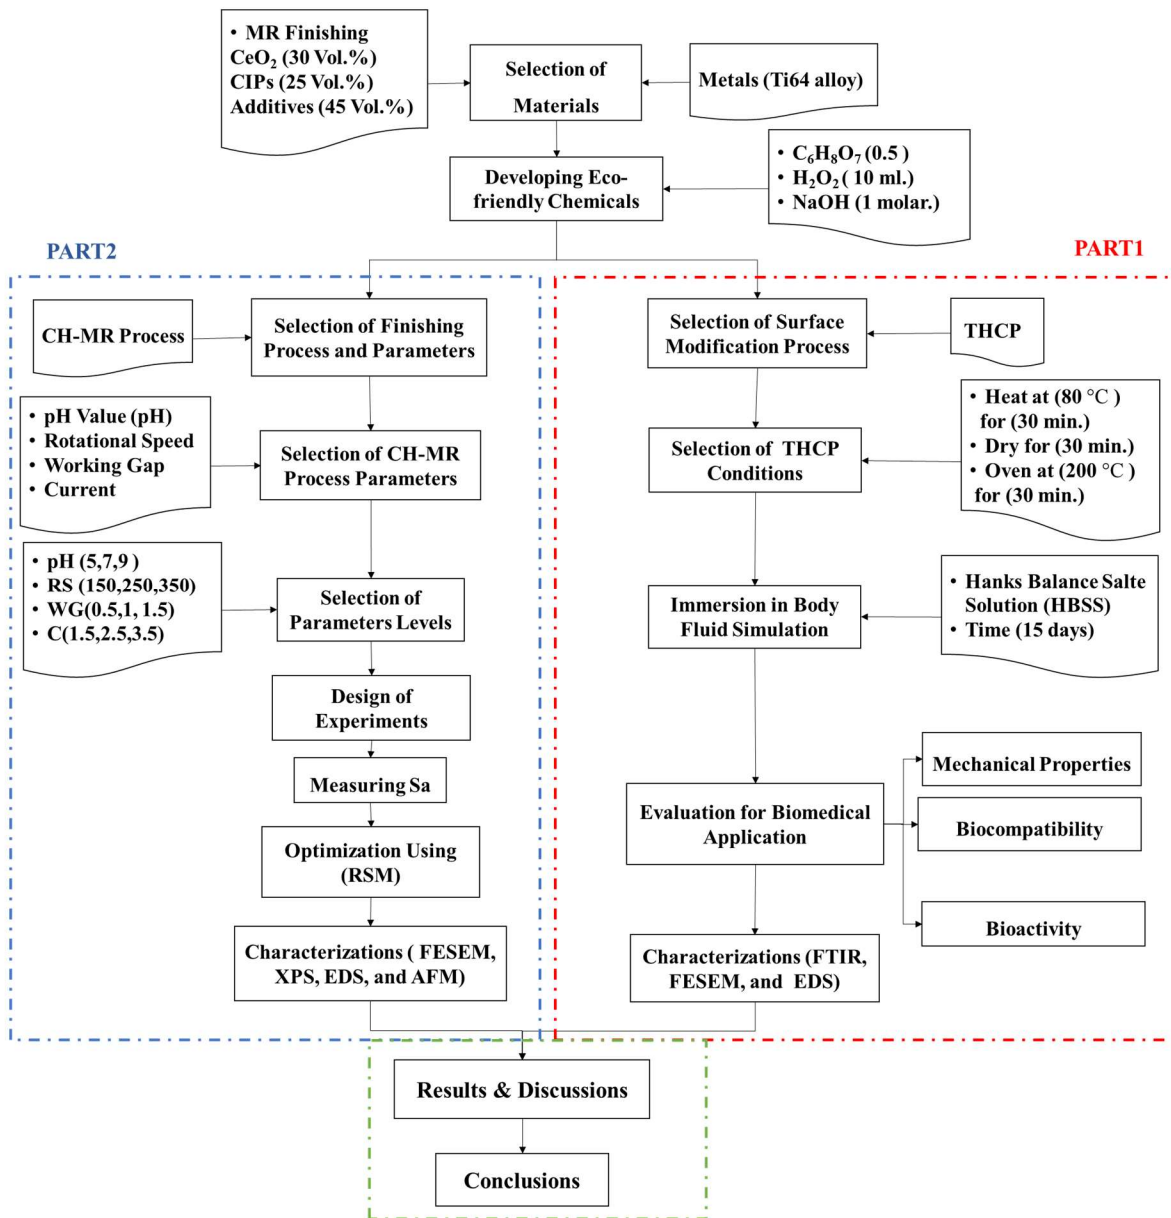 • MR Finishing
CeO₂ (30 Vol.%)
CIPs (25 Vol.%)
Additives (45 Vol.%)
Selection of
Materials
Metals (Ti64 alloy)
Developing Eco-
friendly Chemicals
• C₆H₈O₇ (0.5 )
• H₂O₂ ( 10 ml.)
• NaOH (1 molar.)
PART2
PART1
CH-MR Process
Selection of Finishing
Process and Parameters
Selection of Surface
Modification Process
THCP
• pH Value (pH)
• Rotational Speed
• Working Gap
• Current
Selection of CH-MR
Process Parameters
Selection of THCP
Conditions
• Heat at (80 °C )
for (30 min.)
• Dry for (30 min.)
• Oven at (200 °C )
for (30 min.)
• pH (5,7,9 )
• RS (150,250,350)
• WG(0.5,1, 1.5)
• C(1.5,2.5,3.5)
Selection of
Parameters Levels
Immersion in Body
Fluid Simulation
• Hanks Balance Salte
Solution (HBSS)
• Time (15 days)
Design of
Experiments
Measuring Sa
Optimization Using
(RSM)
Characterizations ( FESEM,
XPS, EDS, and AFM)
Evaluation for Biomedical
Application
Mechanical Properties
Biocompatibility
Bioactivity
Characterizations (FTIR,
FESEM, and EDS)
Results & Discussions
Conclusions